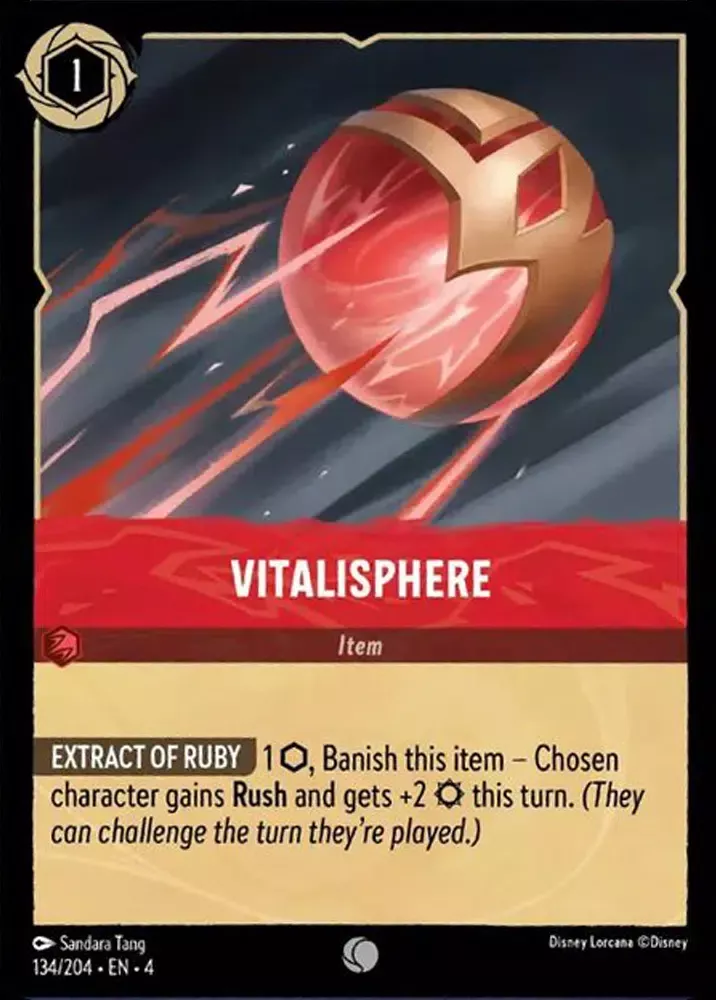 1
VITALISPHERE
Item
EXTRACT OF RUBY 1 ⬡, Banish this item – Chosen
character gains Rush and gets +2 ¤ this turn. (They
can challenge the turn they're played.)
Sandara Tang
Disney Lorcana ©Disney
134/204 • EN • 4